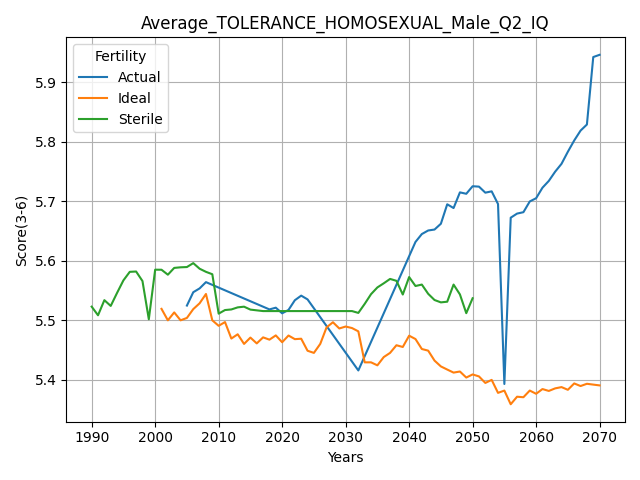 Average_TOLERANCE_HOMOSEXUAL_Male_Q2_IQ
Fertility
Actual
Ideal
Sterile
Score(3-6)
5.9
5.8
5.7
5.6
5.5
5.4
1990 2000 2010 2020 2030 2040 2050 2060 2070
Years